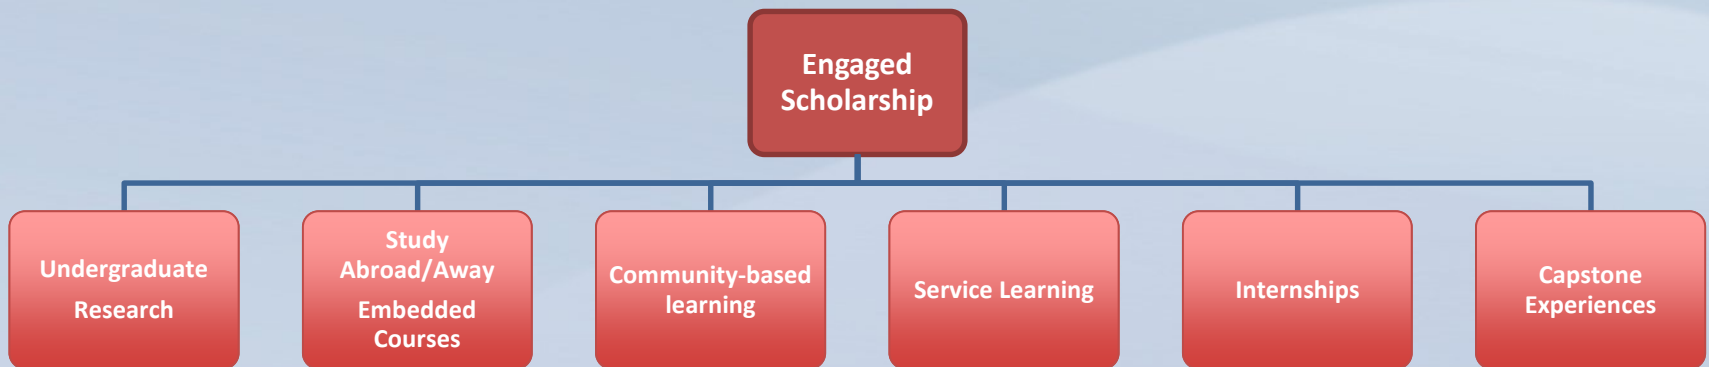 Engaged
Scholarship
Undergraduate
Research
Study
Abroad/Away
Embedded
Courses
Community-based
learning
Service Learning
Internships
Capstone
Experiences